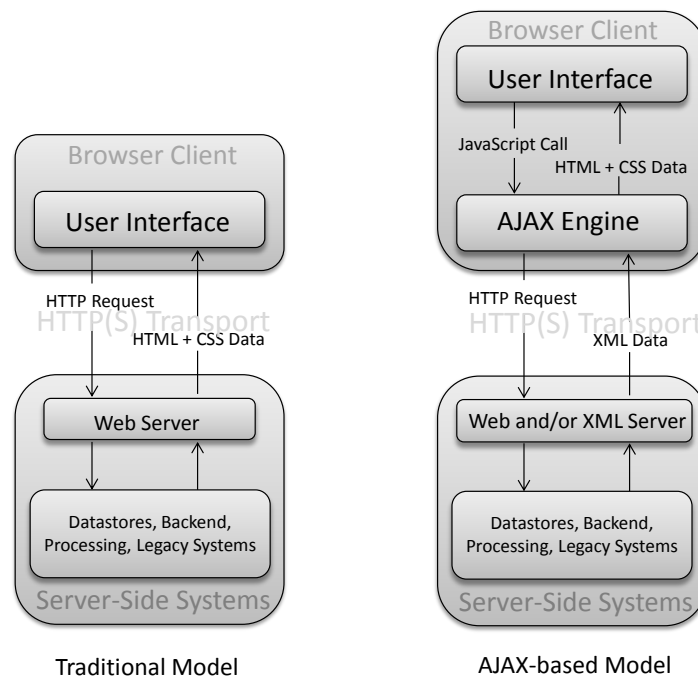 Browser Client
User Interface
HTTP Request
HTTP(S) Transport
HTML + CSS Data
Web Server
Datastores, Backend,
Processing, Legacy Systems
Server-Side Systems
Traditional Model
Browser Client
User Interface
JavaScript Call
HTML + CSS Data
AJAX Engine
HTTP Request
HTTP(S) Transport
XML Data
Web and/or XML Server
Datastores, Backend,
Processing, Legacy Systems
Server-Side Systems
AJAX-based Model